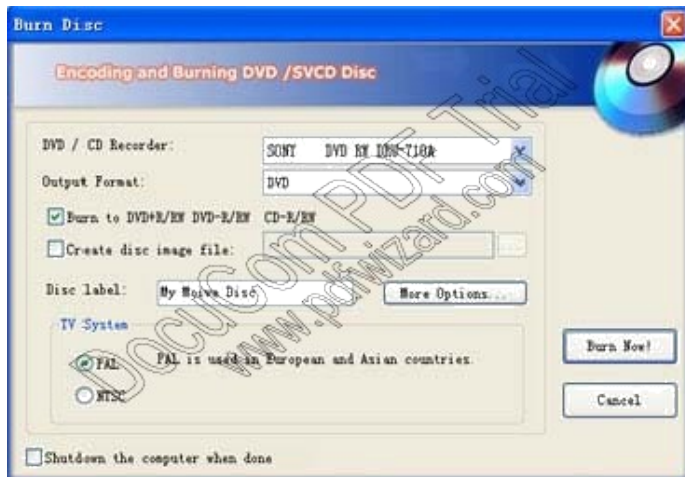 Burn Disc
Encoding and Burning DVD /SVCD Disc
DVD / CD Recorder:
SONY DVD RW DRU-710A
Output Format:
DVD
Burn to DVD+R/RW DVD-R/RW CD-R/RW
Create disc image file:
Disc label:
My Moive Disc
More Options...
TV System
PAL
PAL is used in European and Asian countries.
NTSC
Burn Now!
Cancel
Shutdown the computer when done
DocuCom PDF Trial
www.pdfwizard.com